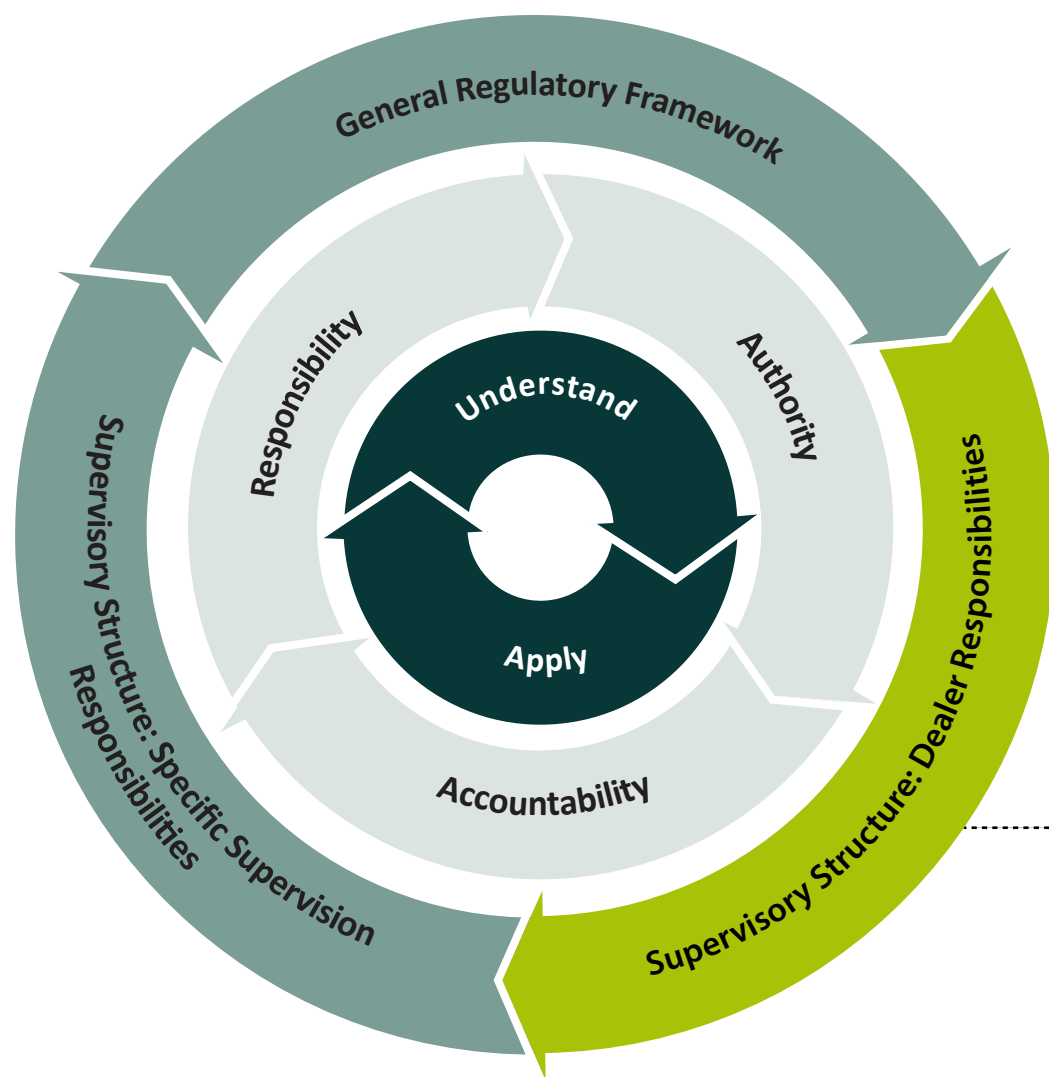 General Regulatory Framework
Supervisory Structure: Dealer Responsibilities
Supervisory Structure: Specific Supervision
Responsibilities
Responsibility
Authority
Accountability
Understand
Apply